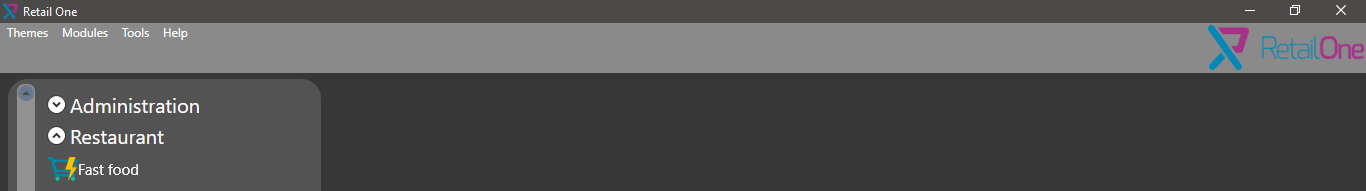 Retail One
Themes Modules Tools Help
RetailOne
Administration
Restaurant
Fast food